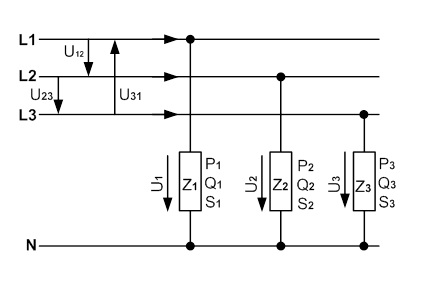 L1
U12
L2
U23 U31
L3
U1 Z1 P1 Q1 S1
U2 Z2 P2 Q2 S2
U3 Z3 P3 Q3 S3
N